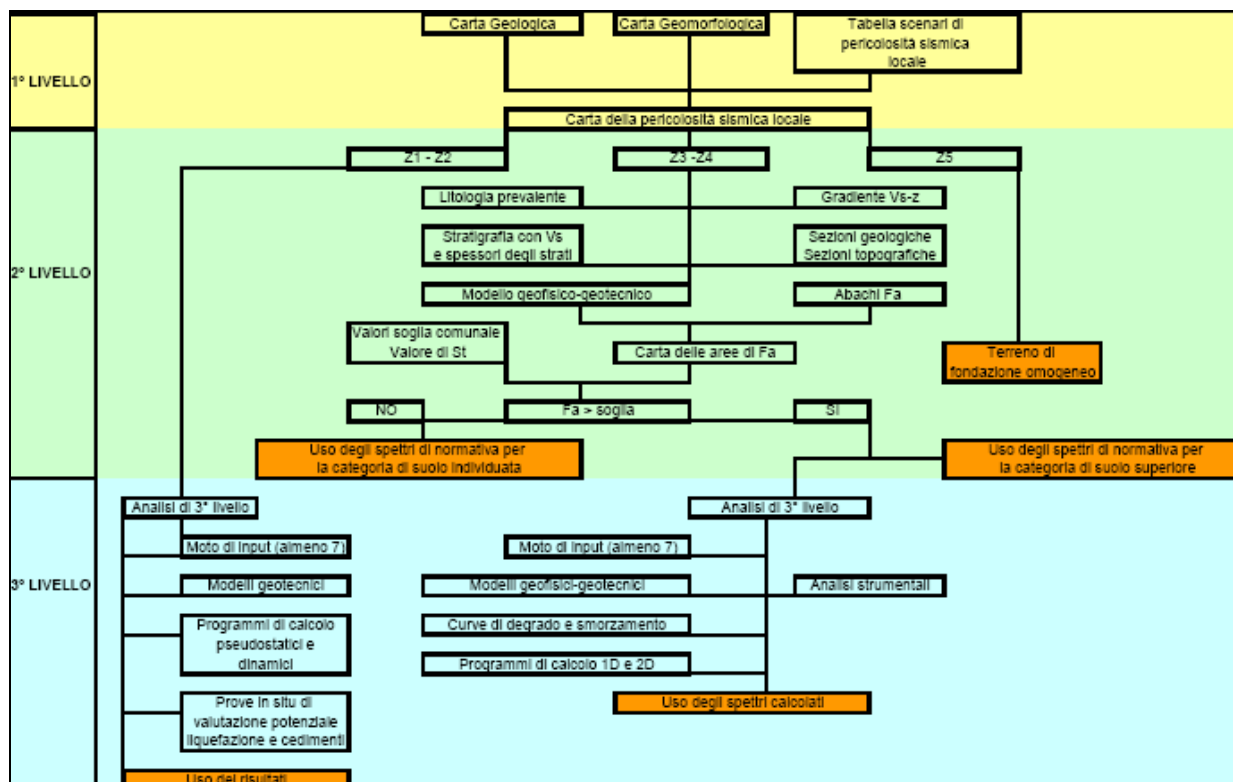 Carta Geologica
Carta Geomorfologica
Tabella scenari di
pericolosità sismica
locale
1° LIVELLO
Carta della pericolosità sismica locale
Z1 - Z2
Z3 -Z4
Z5
Litologia prevalente
Gradiente Vs-z
Stratigrafia con Vs
e spessori degli strati
Sezioni geologiche
Sezioni topografiche
2° LIVELLO
Modello geofisico-geotecnico
Abachi Fa
Valori soglia comunale
Valore di St
Carta delle aree di Fa
Terreno di
fondazione omogeneo
NO
Fa > soglia
SI
Uso degli spettri di normativa per
la categoria di suolo individuata
Uso degli spettri di normativa per
la categoria di suolo superiore
Analisi di 3° livello
Analisi di 3° livello
Moto di input (almeno 7)
Moto di input (almeno 7)
3° LIVELLO
Modelli geotecnici
Modelli geofisici-geotecnici
Analisi strumentali
Programmi di calcolo
pseudostatici e
dinamici
Curve di degrado e smorzamento
Programmi di calcolo 1D e 2D
Prove in situ di
valutazione potenziale
liquefazione e cedimenti
Uso degli spettri calcolati
Uso dei risultati